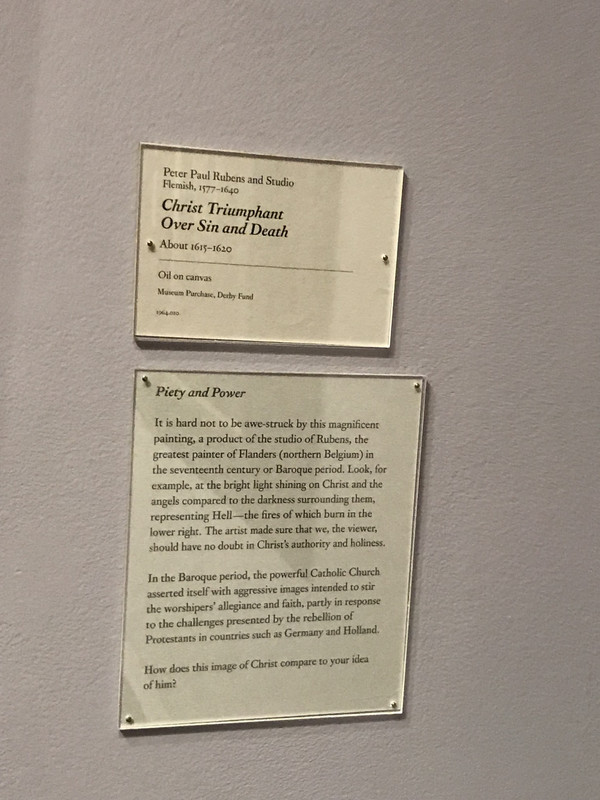 Peter Paul Rubens and Studio
Flemish, 1577–1640
Christ Triumphant
Over Sin and Death
About 1615–1620
Oil on canvas
Museum Purchase, Derby Fund
Piety and Power
It is hard not to be awe-struck by this magnificent
painting, a product of the studio of Rubens, the
greatest painter of Flanders (northern Belgium) in
the seventeenth century or Baroque period. Look, for
example, at the bright light shining on Christ and the
angels compared to the darkness surrounding them,
representing Hell—the fires of which burn in the
lower right. The artist made sure that we, the viewer,
should have no doubt in Christ's authority and holiness.
In the Baroque period, the powerful Catholic Church
asserted itself with aggressive images intended to stir
the worshipers' allegiance and faith, partly in response
to the challenges presented by the rebellion of
Protestants in countries such as Germany and Holland.
How does this image of Christ compare to your idea
of him?